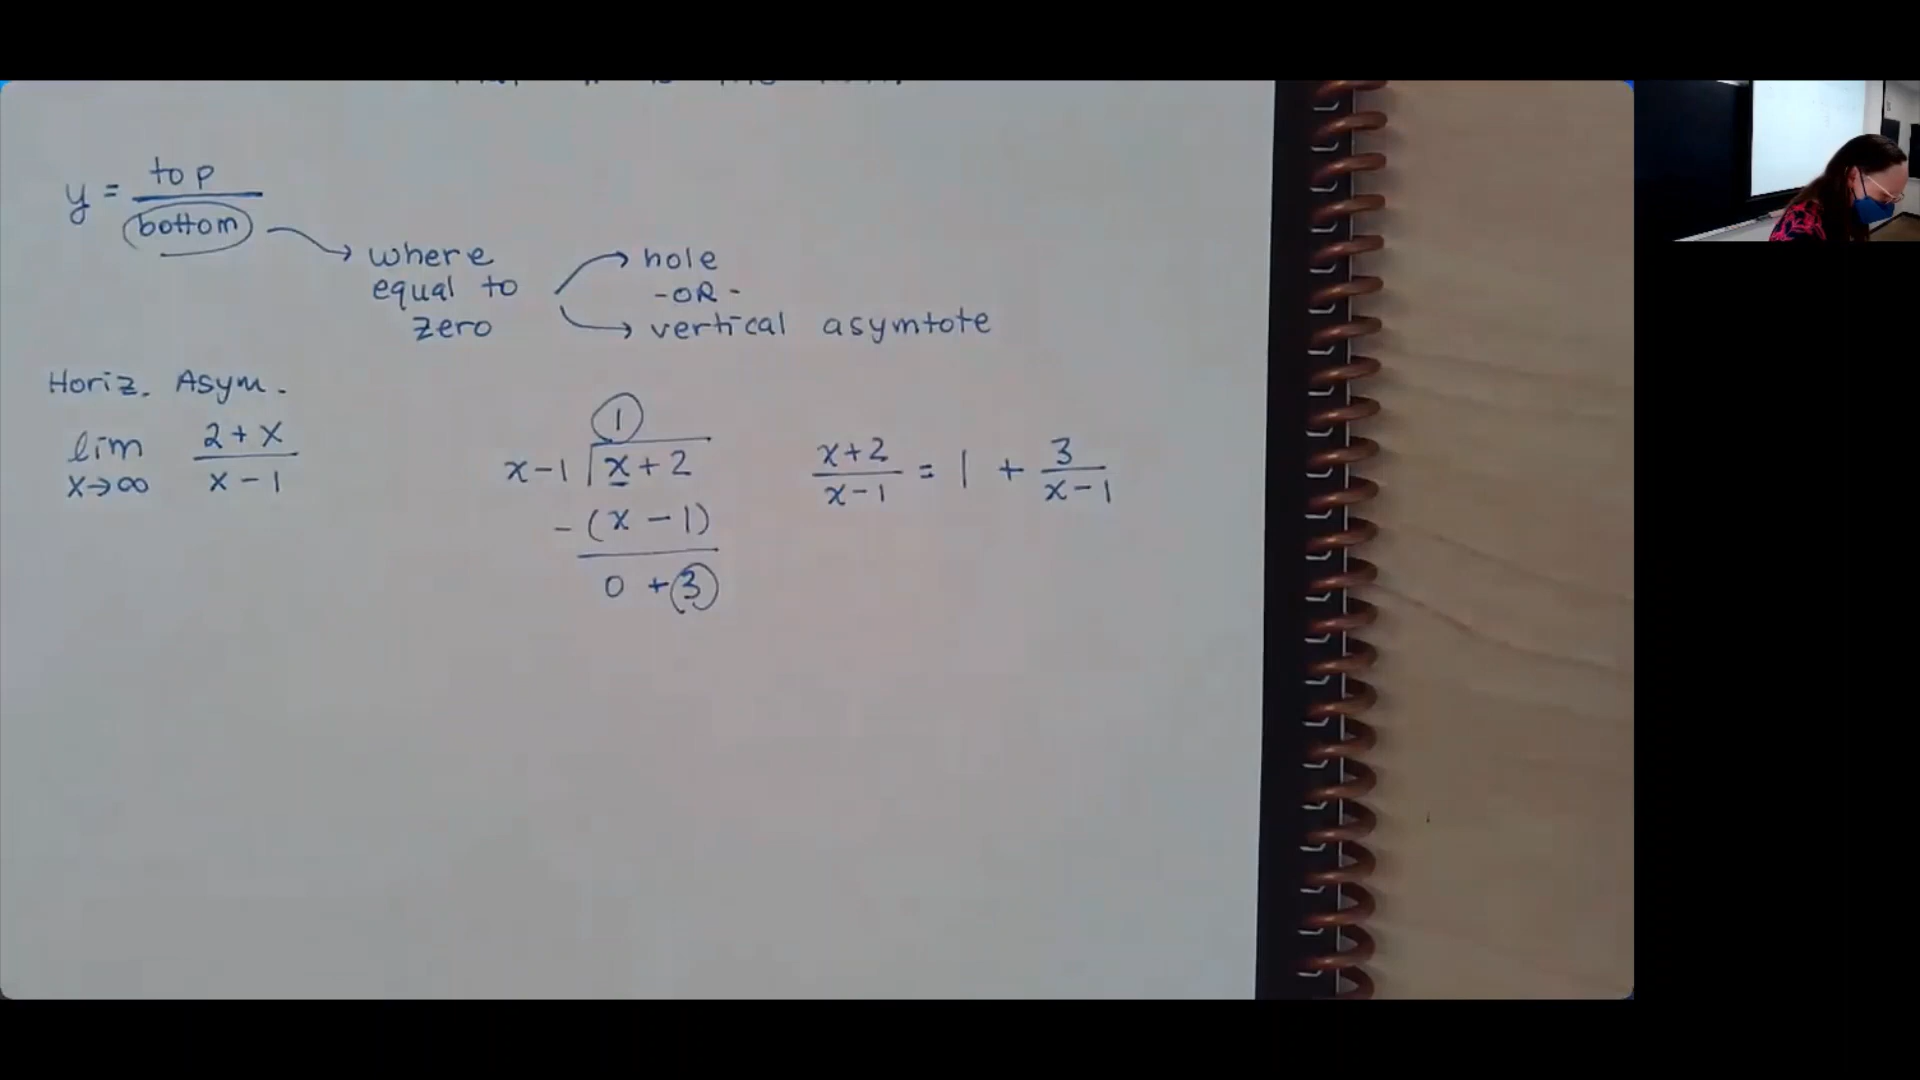 y = top / bottom
where equal to zero
hole
-OR-
vertical asymtote
Horiz. Asym.
lim x→∞ 2+x / x-1
1
x-1 x+2
-(x-1)
0 +3
x+2 / x-1 = 1 + 3 / x-1